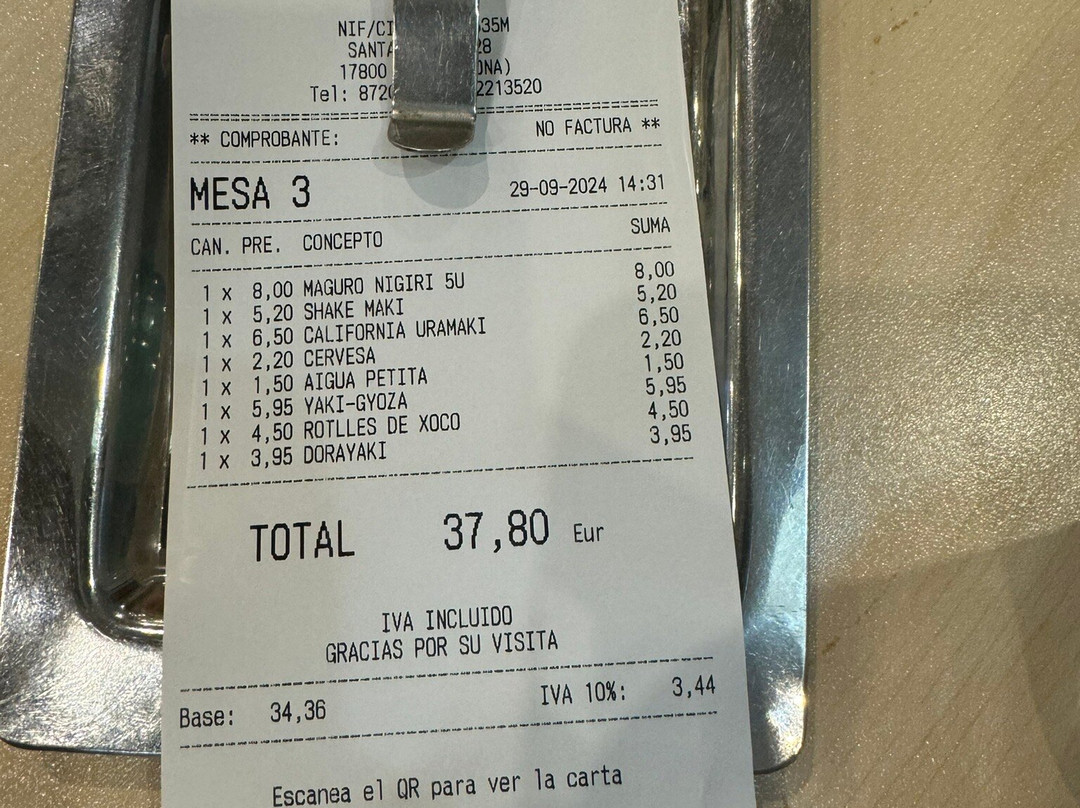 NIF/CI 35M
SANTA 28
17800 ONA)
Tel: 872 2213520
** COMPROBANTE: NO FACTURA **
MESA 3 29-09-2024 14:31
CAN. PRE. CONCEPTO SUMA
1 x 8,00 MAGURO NIGIRI 5U 8,00
1 x 5,20 SHAKE MAKI 5,20
1 x 6,50 CALIFORNIA URAMAKI 6,50
1 x 2,20 CERVESA 2,20
1 x 1,50 AIGUA PETITA 1,50
1 x 5,95 YAKI-GYOZA 5,95
1 x 4,50 ROTLLES DE XOCO 4,50
1 x 3,95 DORAYAKI 3,95
TOTAL 37,80 Eur
IVA INCLUIDO
GRACIAS POR SU VISITA
Base: 34,36 IVA 10%: 3,44
Escanea el QR para ver la carta